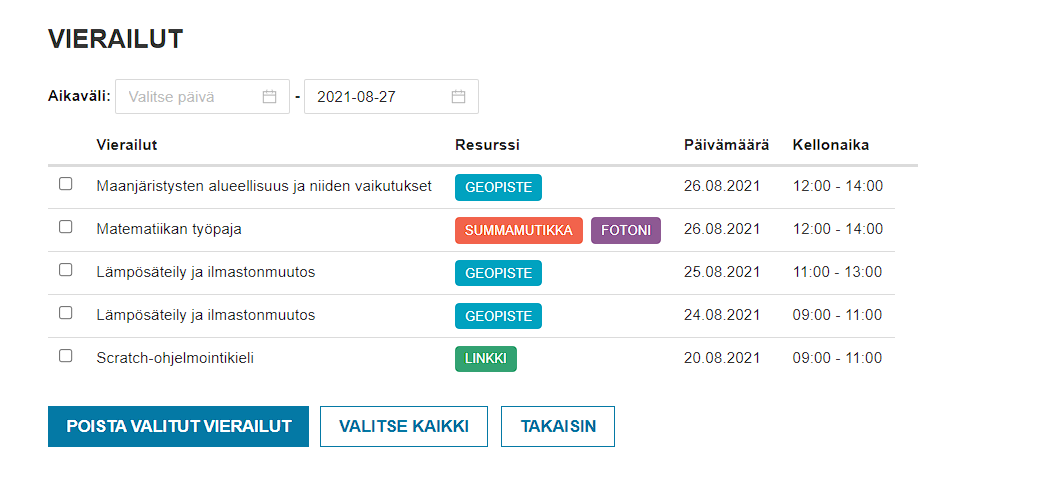 VIERAILUT
Aikaväli: Valitse päivä - 2021-08-27
Vierailut Resurssi Päivämäärä Kellonaika
Maanjäristysten alueellisuus ja niiden vaikutukset GEOPISTE 26.08.2021 12:00 - 14:00
Matematiikan työpaja SUMMAMUTIKKA FOTONI 26.08.2021 12:00 - 14:00
Lämpösäteily ja ilmastonmuutos GEOPISTE 25.08.2021 11:00 - 13:00
Lämpösäteily ja ilmastonmuutos GEOPISTE 24.08.2021 09:00 - 11:00
Scratch-ohjelmointikieli LINKKI 20.08.2021 09:00 - 11:00
POISTA VALITUT VIERAILUT VALITSE KAIKKI TAKAISIN